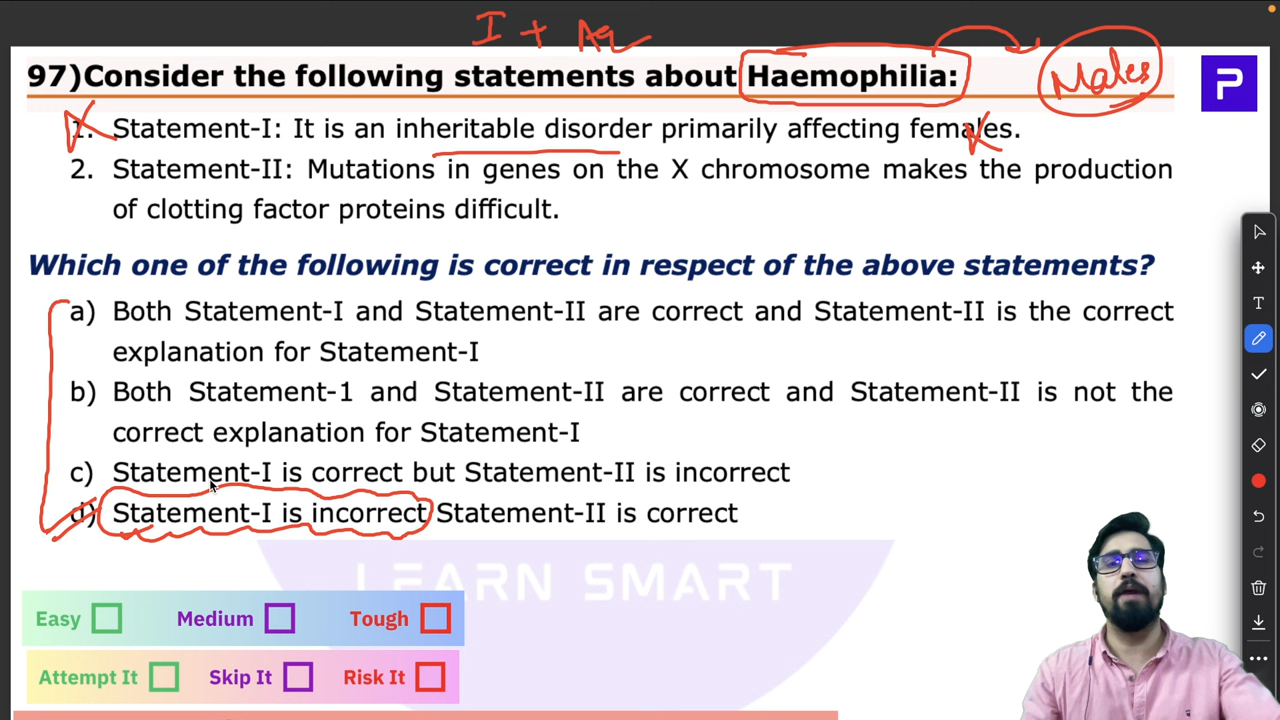 I + Aq
97)Consider the following statements about Haemophilia:
Males
1. Statement-I: It is an inheritable disorder primarily affecting females.
2. Statement-II: Mutations in genes on the X chromosome makes the production
of clotting factor proteins difficult.
Which one of the following is correct in respect of the above statements?
a) Both Statement-I and Statement-II are correct and Statement-II is the correct
explanation for Statement-I
b) Both Statement-1 and Statement-II are correct and Statement-II is not the
correct explanation for Statement-I
c) Statement-I is correct but Statement-II is incorrect
d) Statement-I is incorrect Statement-II is correct
LEARN SMART
Easy Medium Tough
Attempt It Skip It Risk It